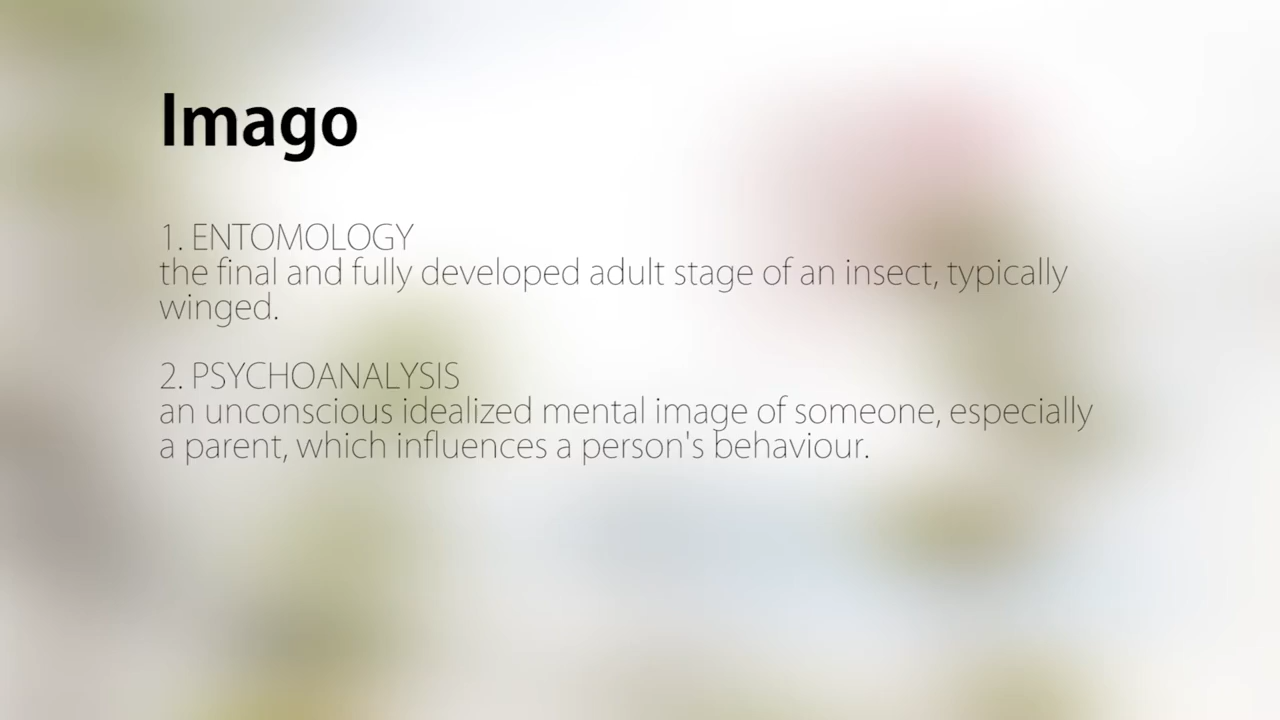 Imago
1. ENTOMOLOGY
the final and fully developed adult stage of an insect, typically
winged.
2. PSYCHOANALYSIS
an unconscious idealized mental image of someone, especially
a parent, which influences a person's behaviour.